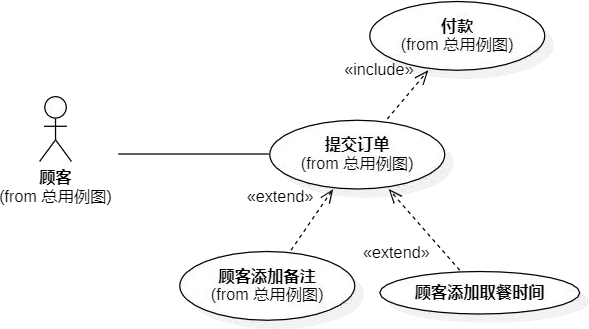 付款
(from 总用例图)
«include»
提交订单
(from 总用例图)
顾客
(from 总用例图)
«extend»
«extend»
顾客添加备注
(from 总用例图)
顾客添加取餐时间